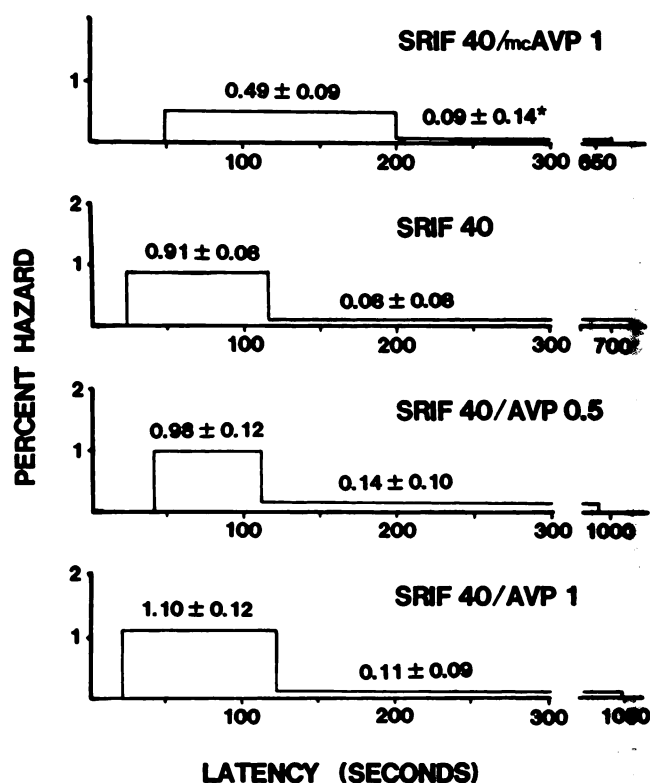 SRIF 40/mcAVP 1
1
0.49 ± 0.09
0.09 ± 0.14*
100 200 300
2
SRIF 40
1
0.91 ± 0.08
0.08 ± 0.08
100 200 300 700
2
SRIF 40/AVP 0.5
1
0.98 ± 0.12
0.14 ± 0.10
100 200 300 1000
2
SRIF 40/AVP 1
1
1.10 ± 0.12
0.11 ± 0.09
100 200 300
PERCENT HAZARD
LATENCY (SECONDS)